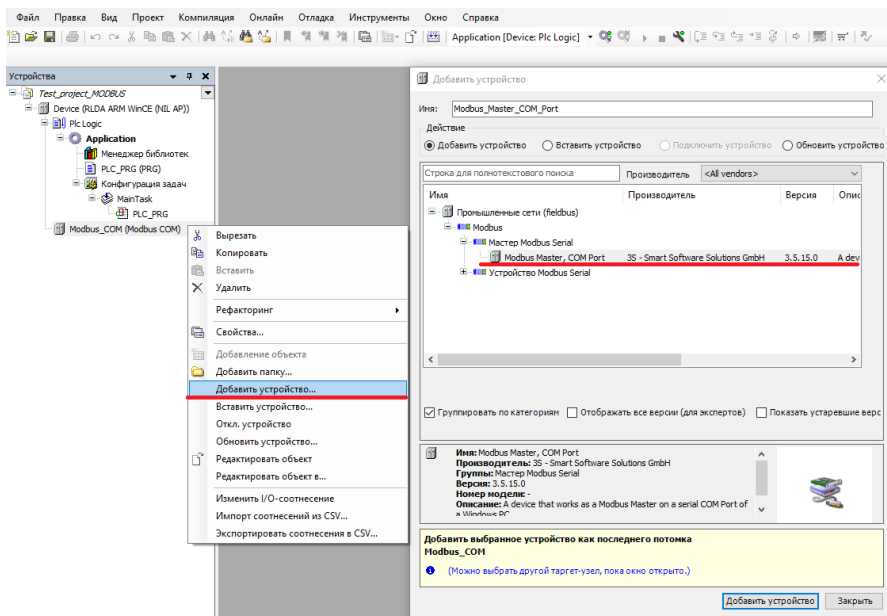 Файл Правка Вид Проект Компиляция Онлайн Отладка Инструменты Окно Справка
Application [Device: Plc Logic]
Устройства
Test_project_MODBUS
Device (RLDA ARM WinCE (NIL AP))
Plc Logic
Application
Менеджер библиотек
PLC_PRG (PRG)
Конфигурация задач
MainTask
PLC_PRG
Modbus_COM (Modbus COM)
Вырезать
Копировать
Вставить
Удалить
Рефакторинг
Свойства...
Добавление объекта
Добавить папку...
Добавить устройство...
Вставить устройство...
Откл. устройство
Обновить устройство...
Редактировать объект
Редактировать объект в...
Изменить I/O-соотнесение
Импорт соотнесений из CSV...
Экспортировать соотнесения в CSV...
Добавить устройство
Имя: Modbus_Master_COM_Port
Действие
Добавить устройство Вставить устройство Подключить устройство Обновить устройство
Строка для полнотекстового поиска Производитель <All vendors>
Имя Производитель Версия Опис
Промышленные сети (fieldbus)
Modbus
Мастер Modbus Serial
Modbus Master, COM Port 3S - Smart Software Solutions GmbH 3.5.15.0 A dev
Устройство Modbus Serial
Группировать по категориям Отображать все версии (для экспертов) Показать устаревшие верс
Имя: Modbus Master, COM Port
Производитель: 3S - Smart Software Solutions GmbH
Группы: Мастер Modbus Serial
Версия: 3.5.15.0
Номер модели: -
Описание: A device that works as a Modbus Master on a serial COM Port of
a Windows PC
Добавить выбранное устройство как последнего потомка
Modbus_COM
(Можно выбрать другой таргет-узел, пока окно открыто.)
Добавить устройство Закрыть